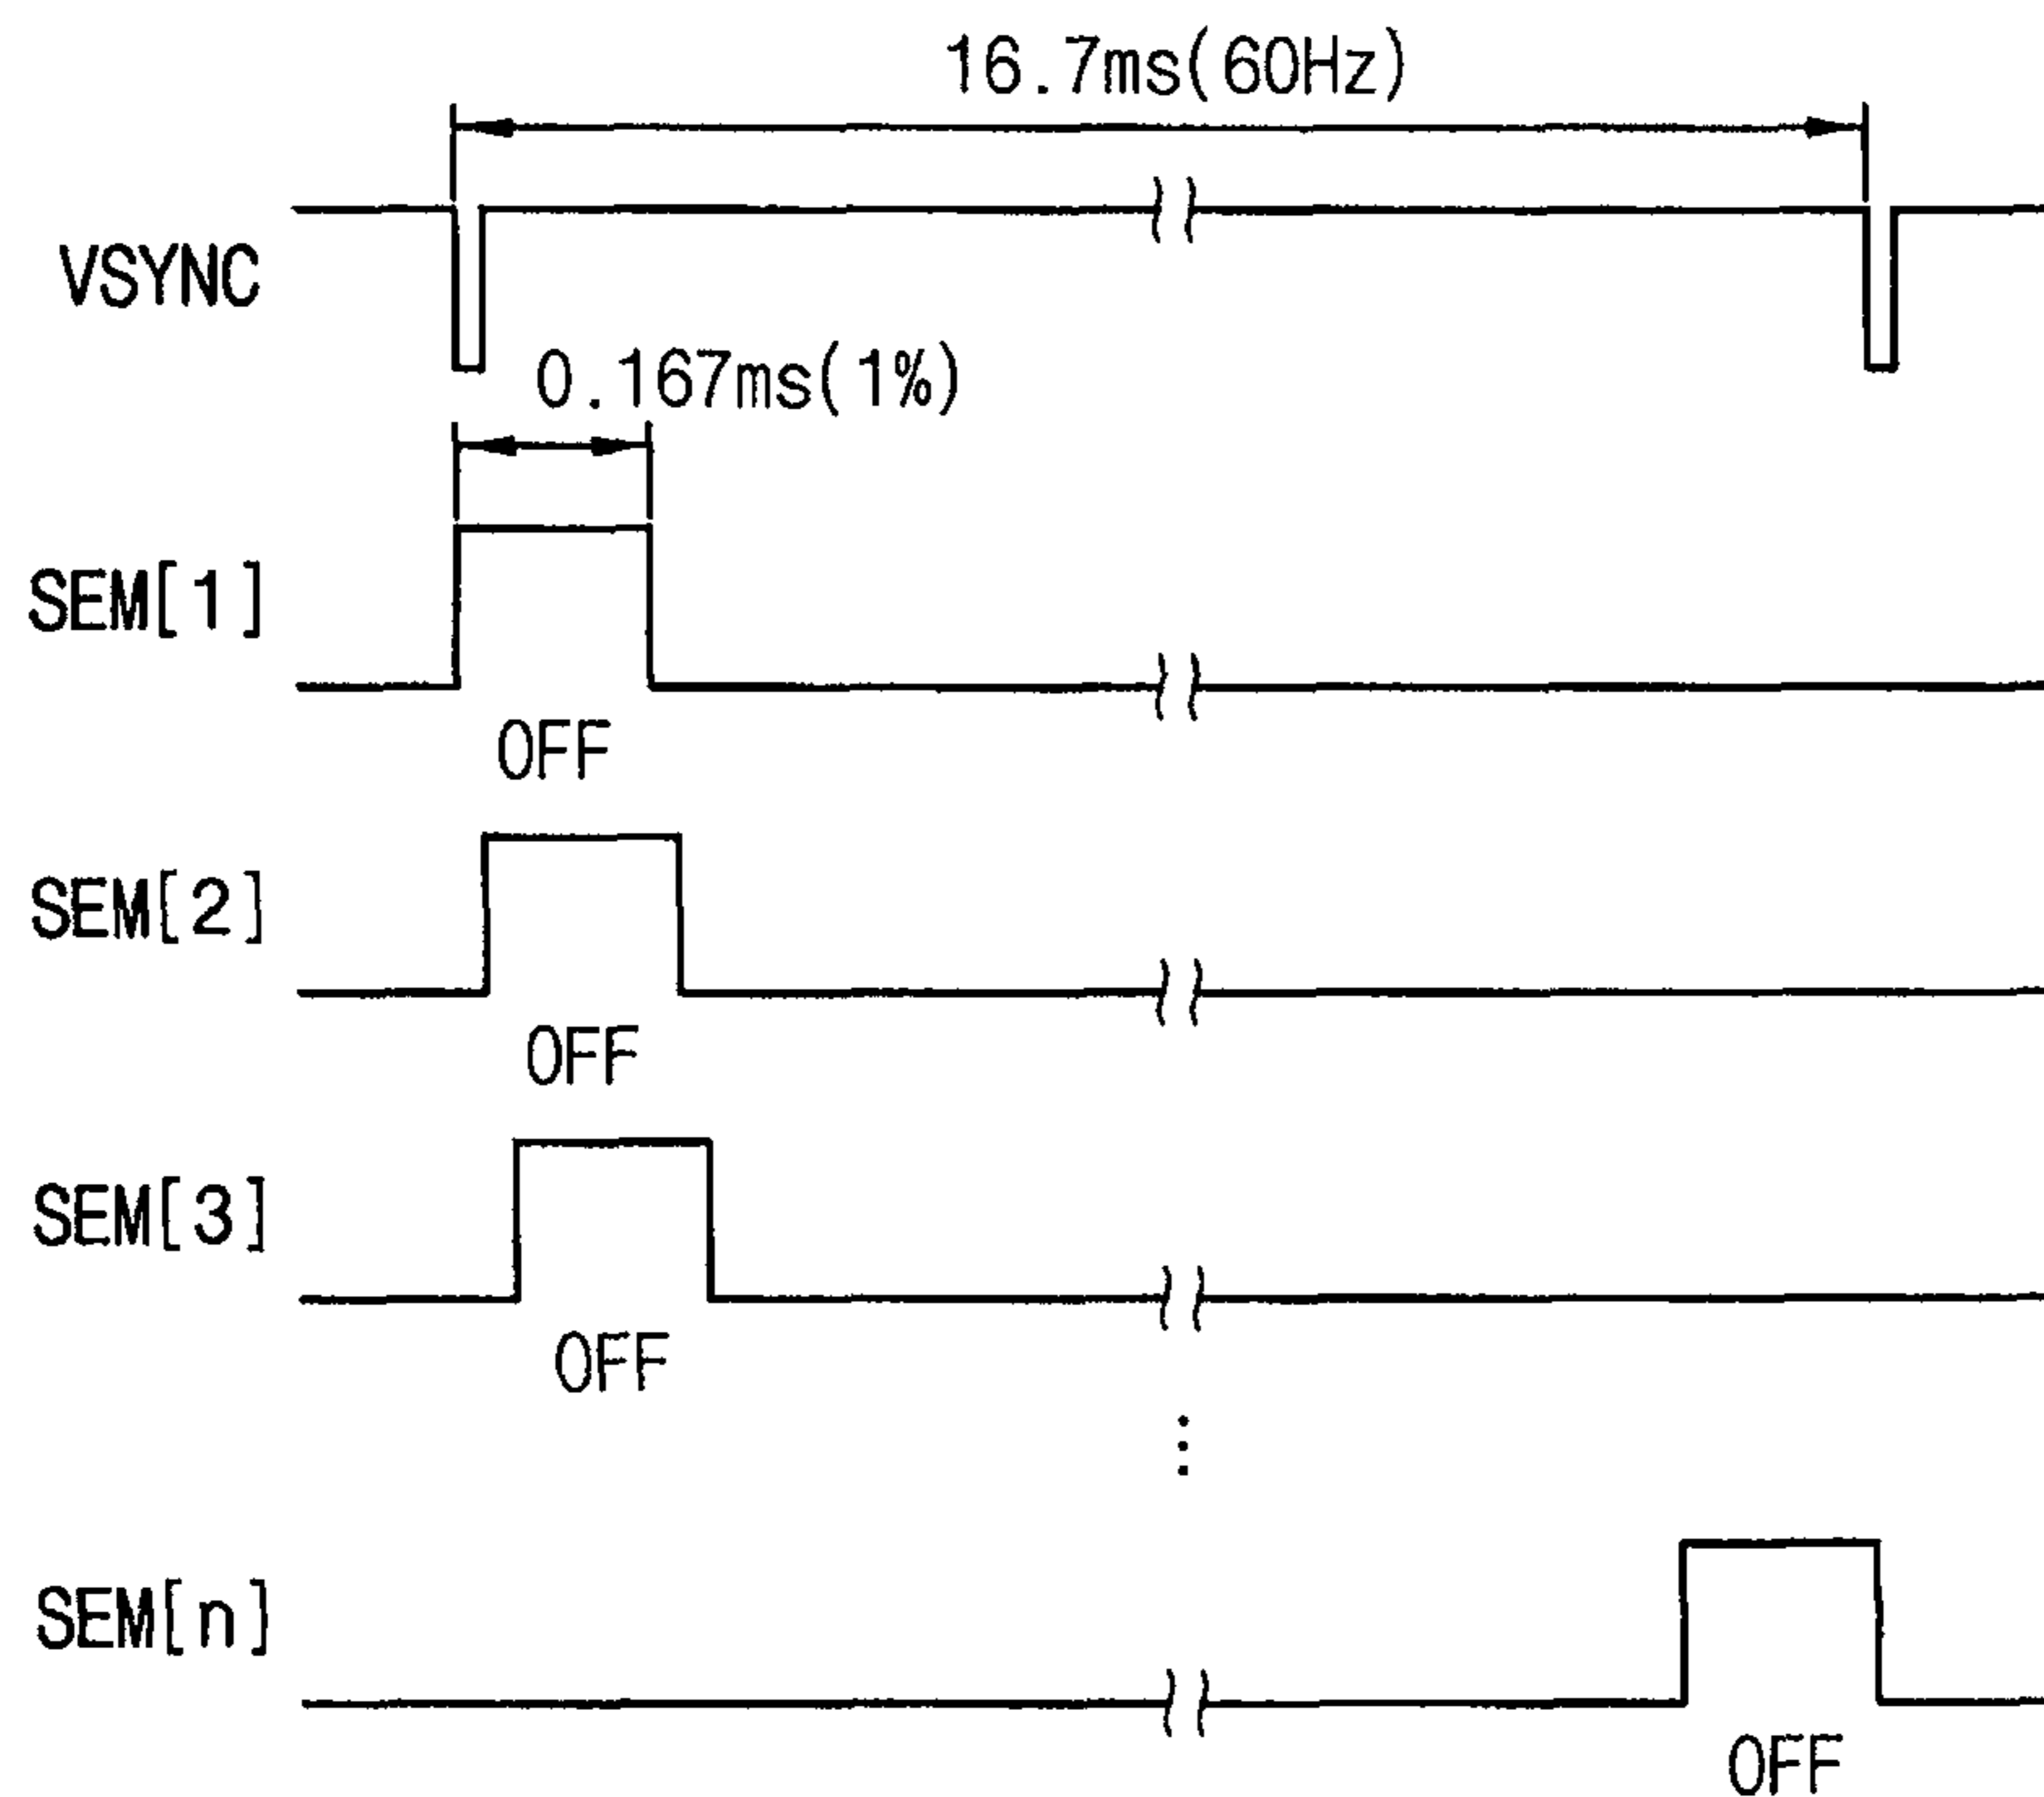 16.7ms(60Hz)
VSYNC
0.167ms(1%)
SEM[1]
OFF
SEM[2]
OFF
SEM[3]
OFF
SEM[n]
OFF